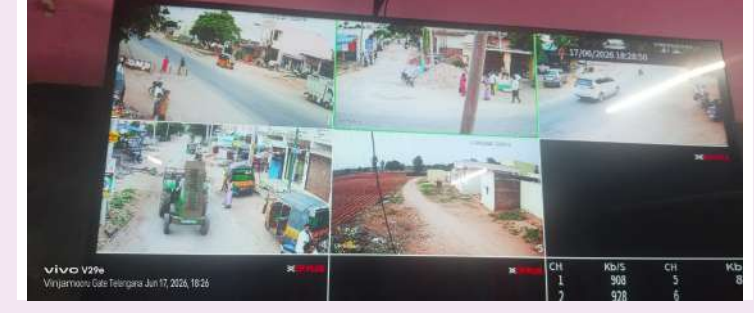 17/06/2026 18:28:50
vivo V29e
Vinjamooru Gate Telangana Jun 17, 2026, 18:26
CH Kb/S CH Kb
1 908 5 8
2 928 6